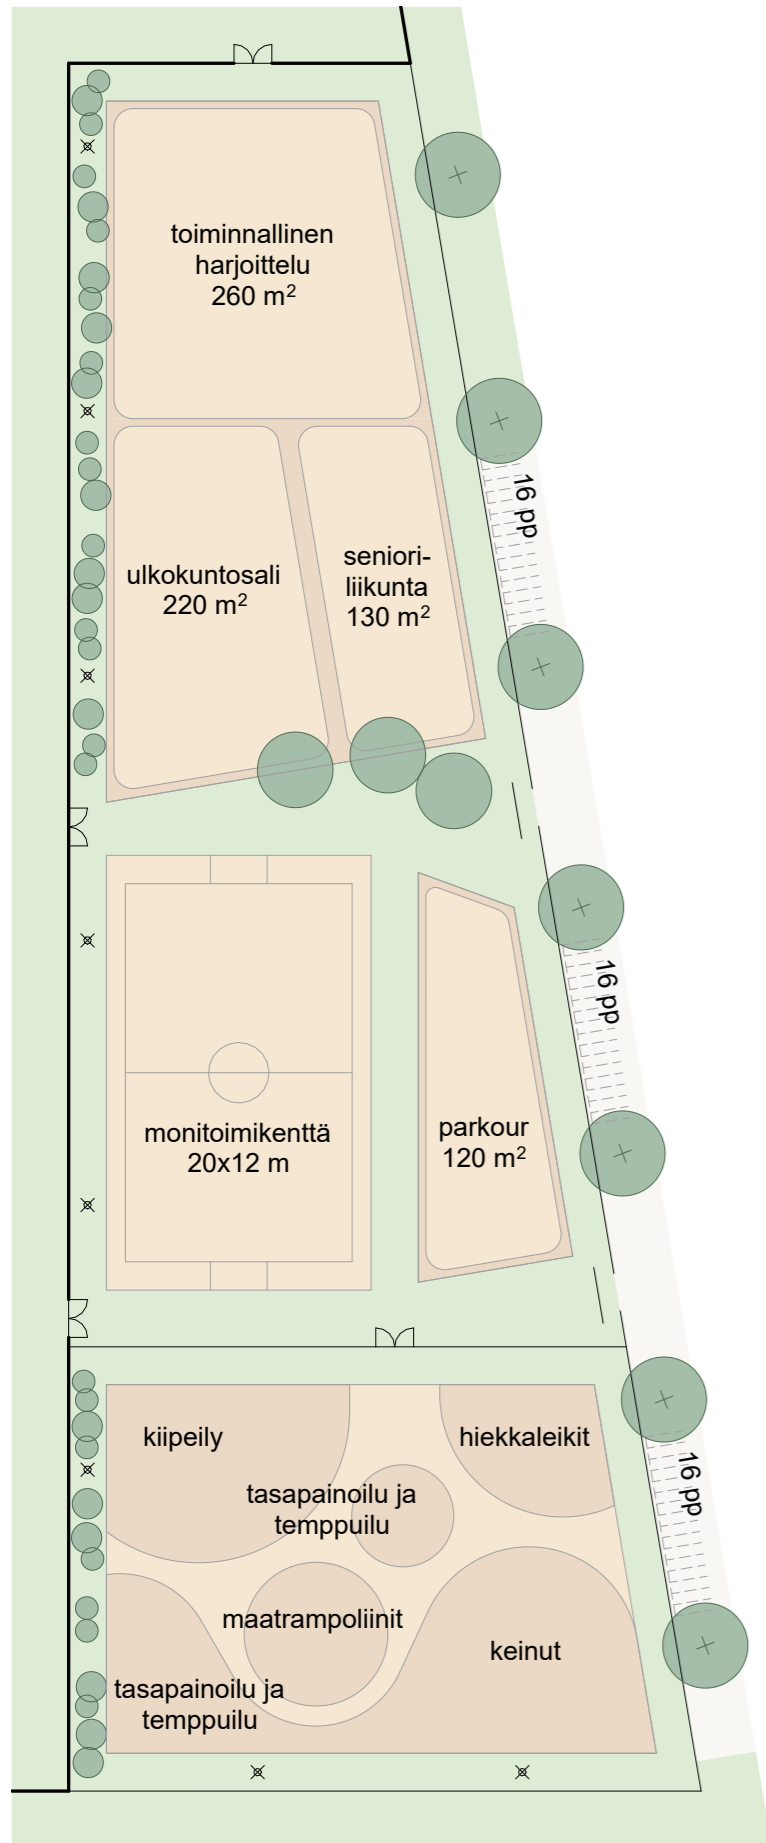 toiminnallinen
harjoittelu
260 m²
16 pp
ulkokuntosali
220 m²
seniori-
liikunta
130 m²
16 pp
monitoimikenttä
20x12 m
parkour
120 m²
kiipeily
hiekkaleikit
16 pp
tasapainoilu ja
temppuilu
maatrampoliinit
keinut
tasapainoilu ja
temppuilu